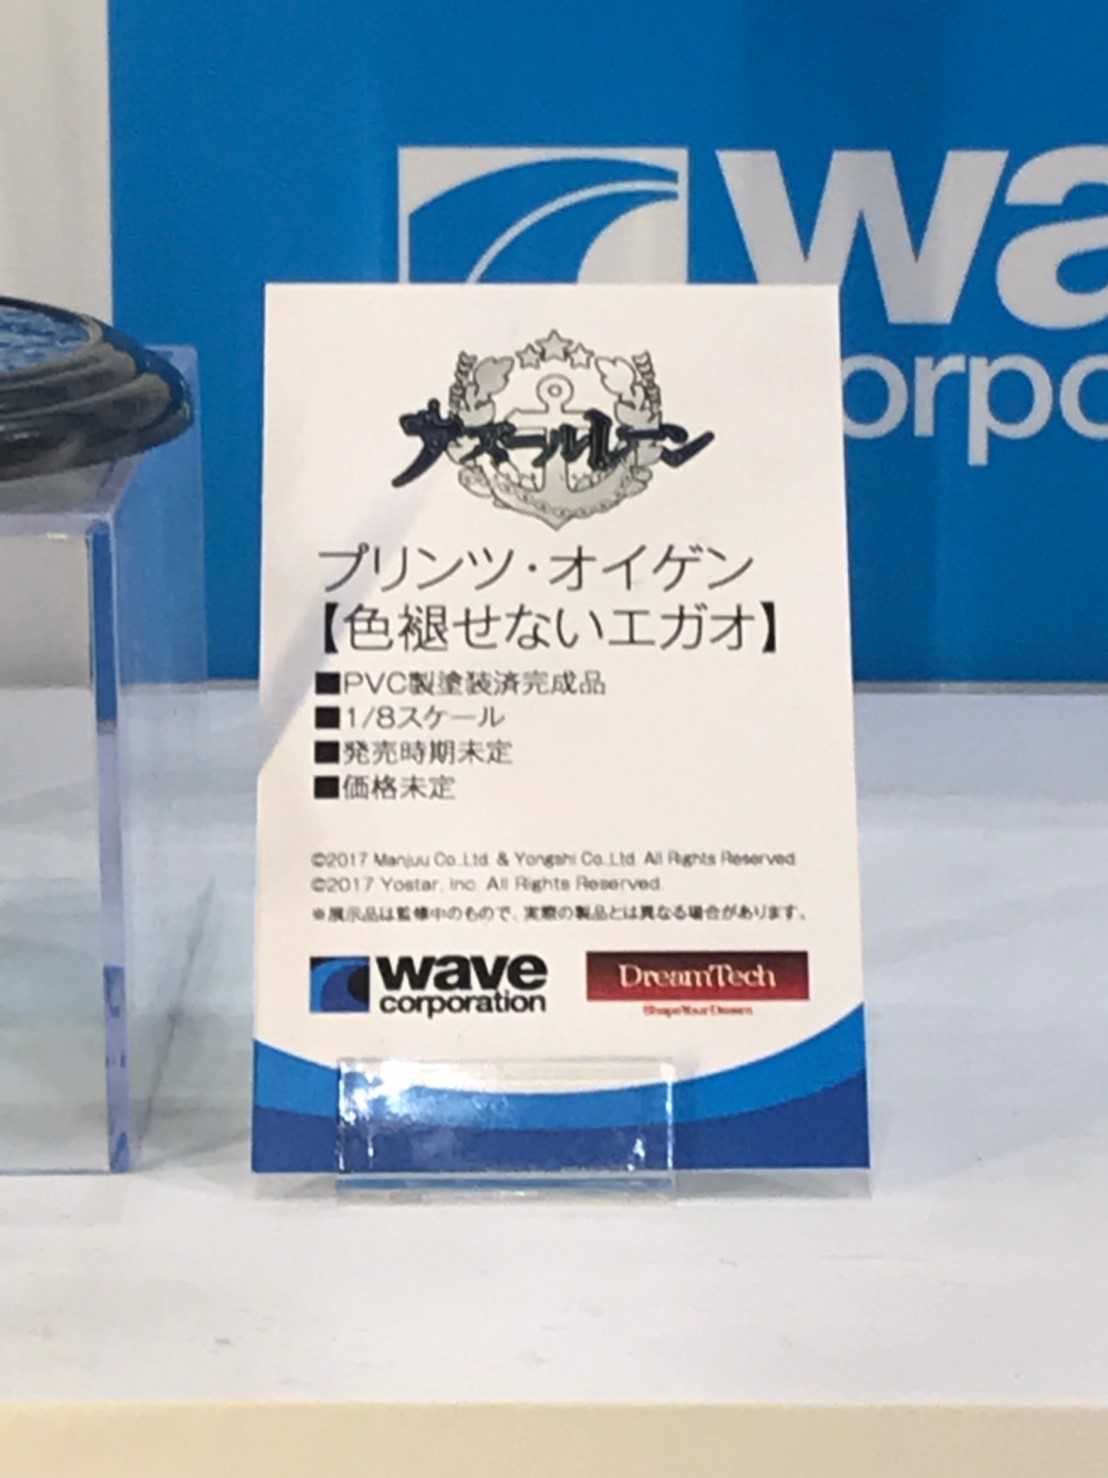 wa
orpo
アズールレーン
プリンツ・オイゲン
【色褪せないエガオ】
■PVC製塗装済完成品
■1/8スケール
■発売時期未定
■価格未定
©2017 Manjuu Co.,Ltd. & Yongshi Co.,Ltd. All Rights Reserved.
©2017 Yostar, Inc. All Rights Reserved.
※展示品は監修中のもので、実際の製品とは異なる場合があります。
wave
corporation
DreamTech
Shape Your Dream